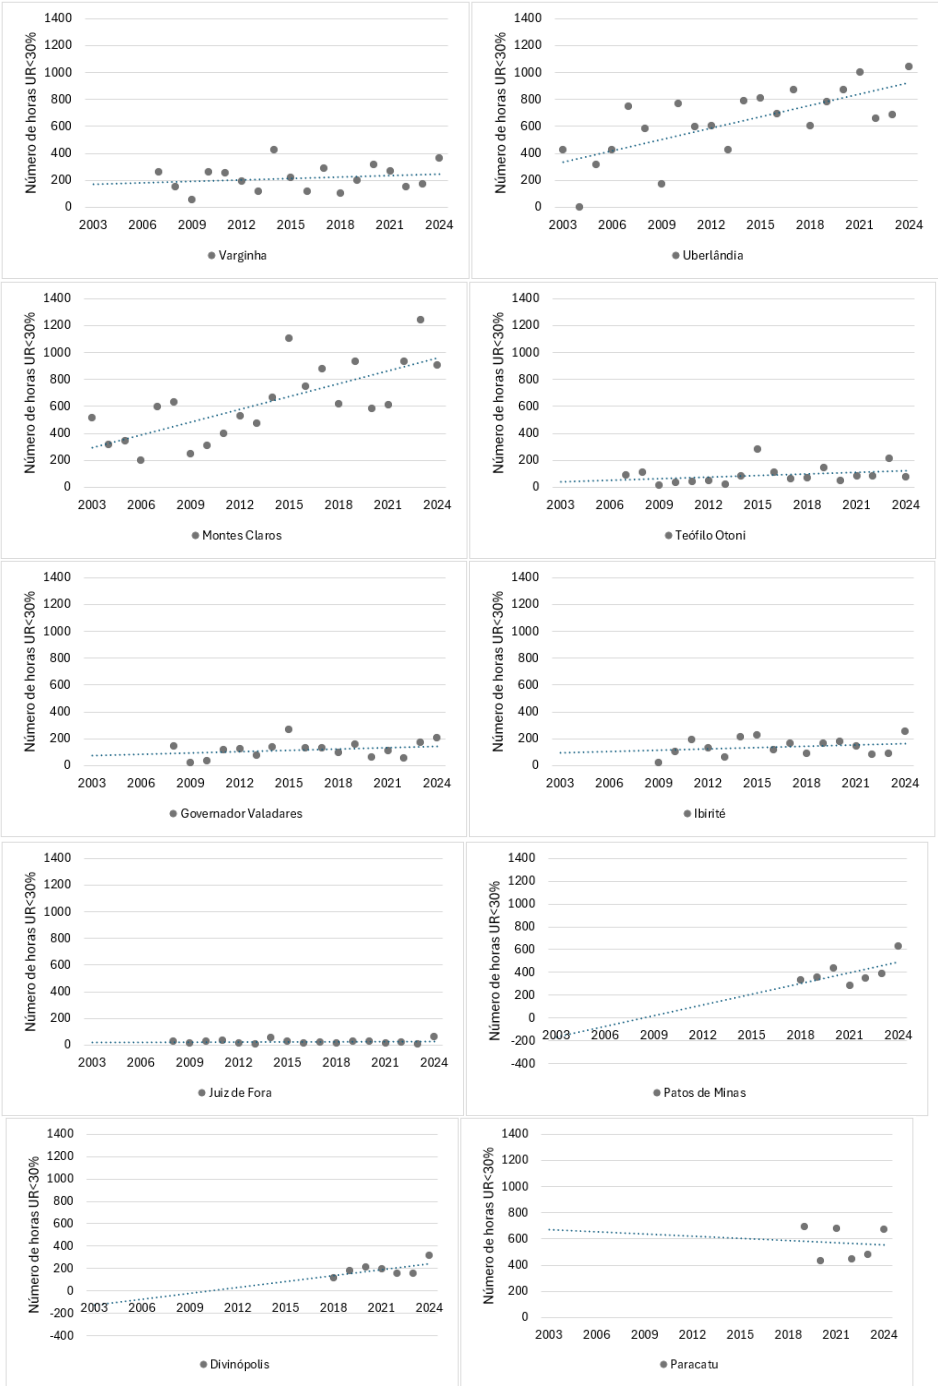 Número de horas UR<30%
1400
1200
1000
800
600
400
200
0
2003 2006 2009 2012 2015 2018 2021 2024
Varginha
Número de horas UR<30%
1400
1200
1000
800
600
400
200
0
2003 2006 2009 2012 2015 2018 2021 2024
Uberlândia
Número de horas UR<30%
1400
1200
1000
800
600
400
200
0
2003 2006 2009 2012 2015 2018 2021 2024
Montes Claros
Número de horas UR<30%
1400
1200
1000
800
600
400
200
0
2003 2006 2009 2012 2015 2018 2021 2024
Teófilo Otoni
Número de horas UR<30%
1400
1200
1000
800
600
400
200
0
2003 2006 2009 2012 2015 2018 2021 2024
Governador Valadares
Número de horas UR<30%
1400
1200
1000
800
600
400
200
0
2003 2006 2009 2012 2015 2018 2021 2024
Ibirité
Número de horas UR<30%
1400
1200
1000
800
600
400
200
0
2003 2006 2009 2012 2015 2018 2021 2024
Juiz de Fora
Número de horas UR<30%
1400
1200
1000
800
600
400
200
0
2003 2006 2009 2012 2015 2018 2021 2024
-200
-400
Patos de Minas
Número de horas UR<30%
1400
1200
1000
800
600
400
200
0
2003 2006 2009 2012 2015 2018 2021 2024
-200
-400
Divinópolis
Número de horas UR<30%
1400
1200
1000
800
600
400
200
0
2003 2006 2009 2012 2015 2018 2021 2024
Paracatu